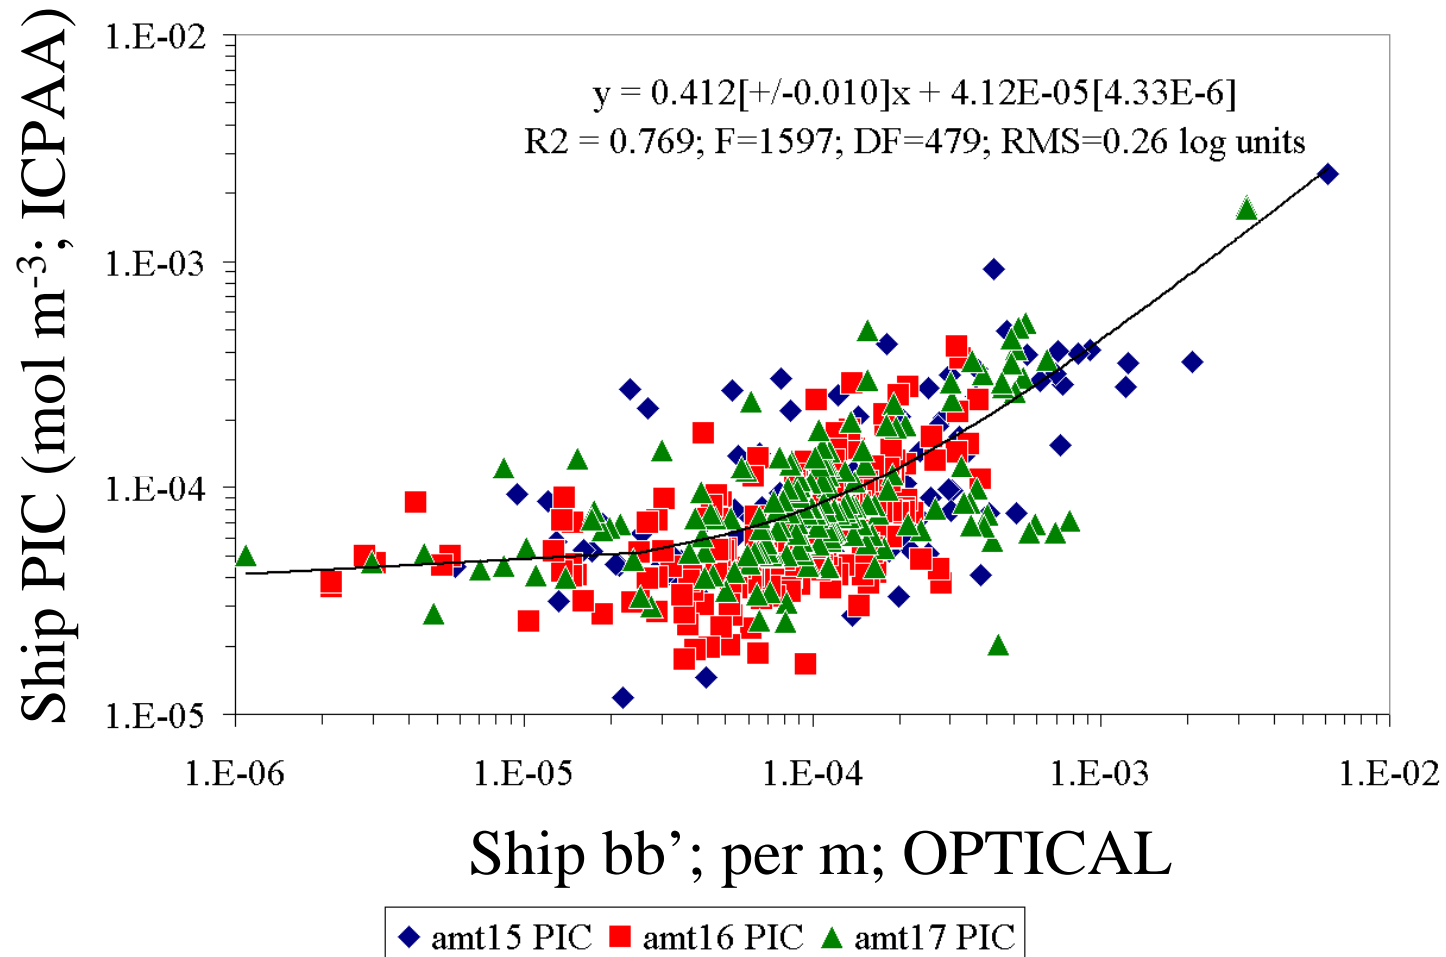 Ship PIC (mol m-3; ICPAA)
1.E-02
1.E-03
1.E-04
1.E-05
y = 0.412[+/-0.010]x + 4.12E-05[4.33E-6]
R2 = 0.769; F=1597; DF=479; RMS=0.26 log units
1.E-06 1.E-05 1.E-04 1.E-03 1.E-02
Ship bb’; per m; OPTICAL
amt15 PIC amt16 PIC amt17 PIC